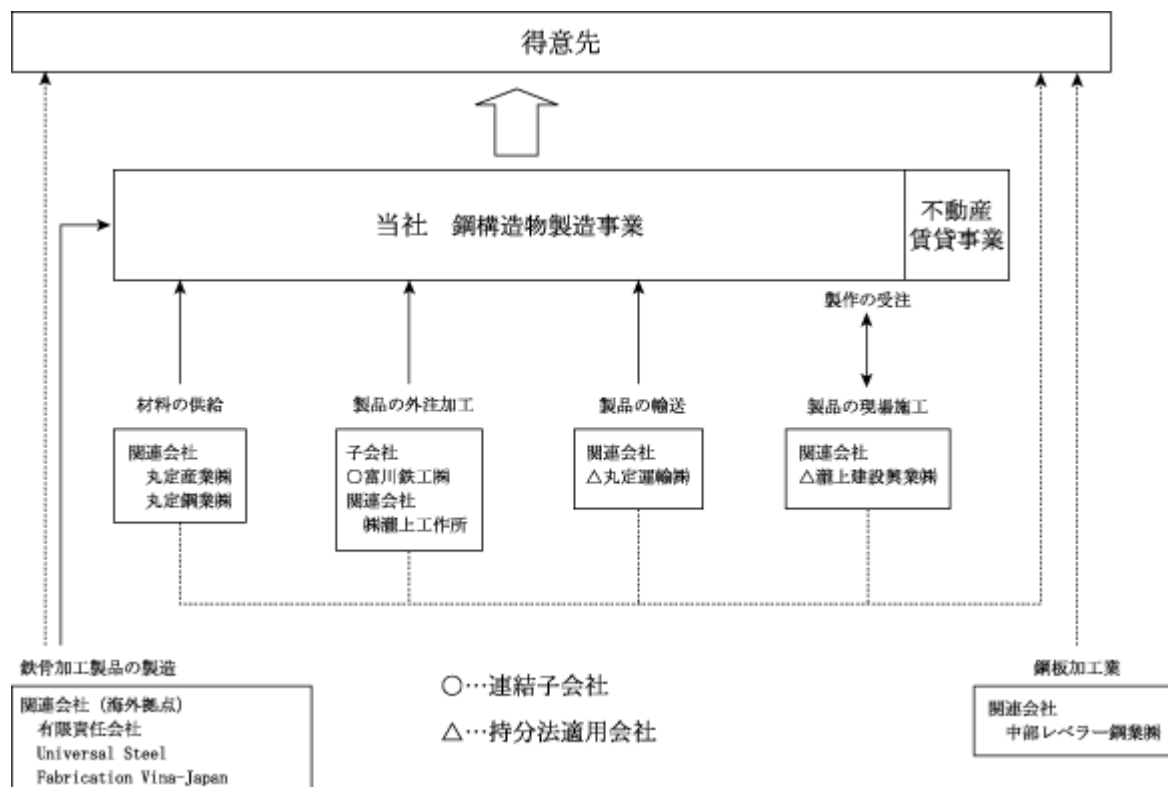 得意先
当社　鋼構造物製造事業
不動産
賃貸事業
製作の受注
材料の供給
製品の外注加工
製品の輸送
製品の現場施工
関連会社
丸定産業㈱
丸定鋼業㈱
子会社
○富川鉄工㈱
関連会社
㈱瀧上工作所
関連会社
△丸定運輸㈱
関連会社
△瀧上建設興業㈱
鉄骨加工製品の製造
関連会社（海外拠点）
有限責任会社
Universal Steel
Fabrication Vina-Japan
○…連結子会社
△…持分法適用会社
鋼板加工業
関連会社
中部レベラー鋼業㈱